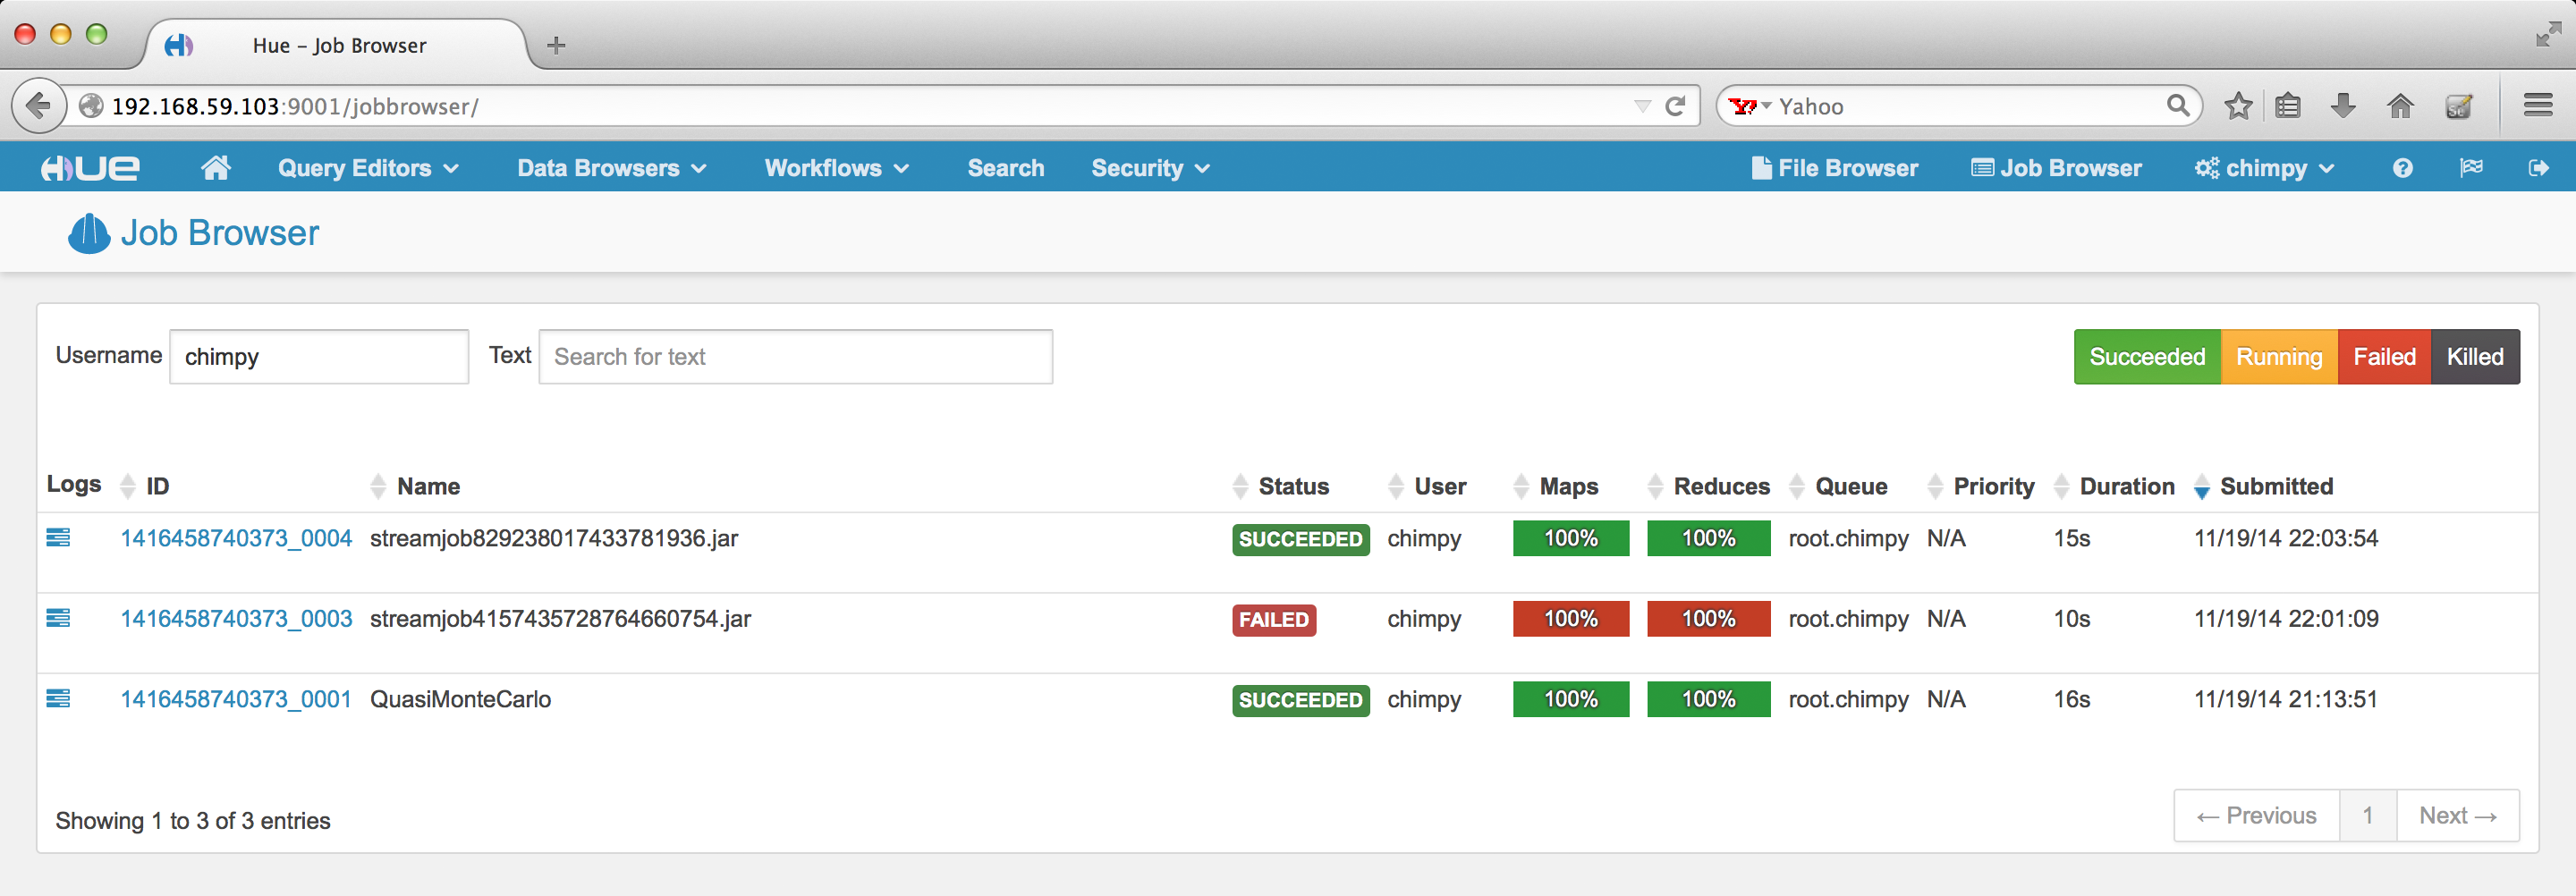 Hue – Job Browser
192.168.59.103:9001/jobbrowser/ Yahoo
HUE Query Editors Data Browsers Workflows Search Security File Browser Job Browser chimpy
Job Browser
Username chimpy Text Search for text Succeeded Running Failed Killed
Logs ID Name Status User Maps Reduces Queue Priority Duration Submitted
1416458740373_0004 streamjob829238017433781936.jar SUCCEEDED chimpy 100% 100% root.chimpy N/A 15s 11/19/14 22:03:54
1416458740373_0003 streamjob4157435728764660754.jar FAILED chimpy 100% 100% root.chimpy N/A 10s 11/19/14 22:01:09
1416458740373_0001 QuasiMonteCarlo SUCCEEDED chimpy 100% 100% root.chimpy N/A 16s 11/19/14 21:13:51
Showing 1 to 3 of 3 entries ← Previous 1 Next →